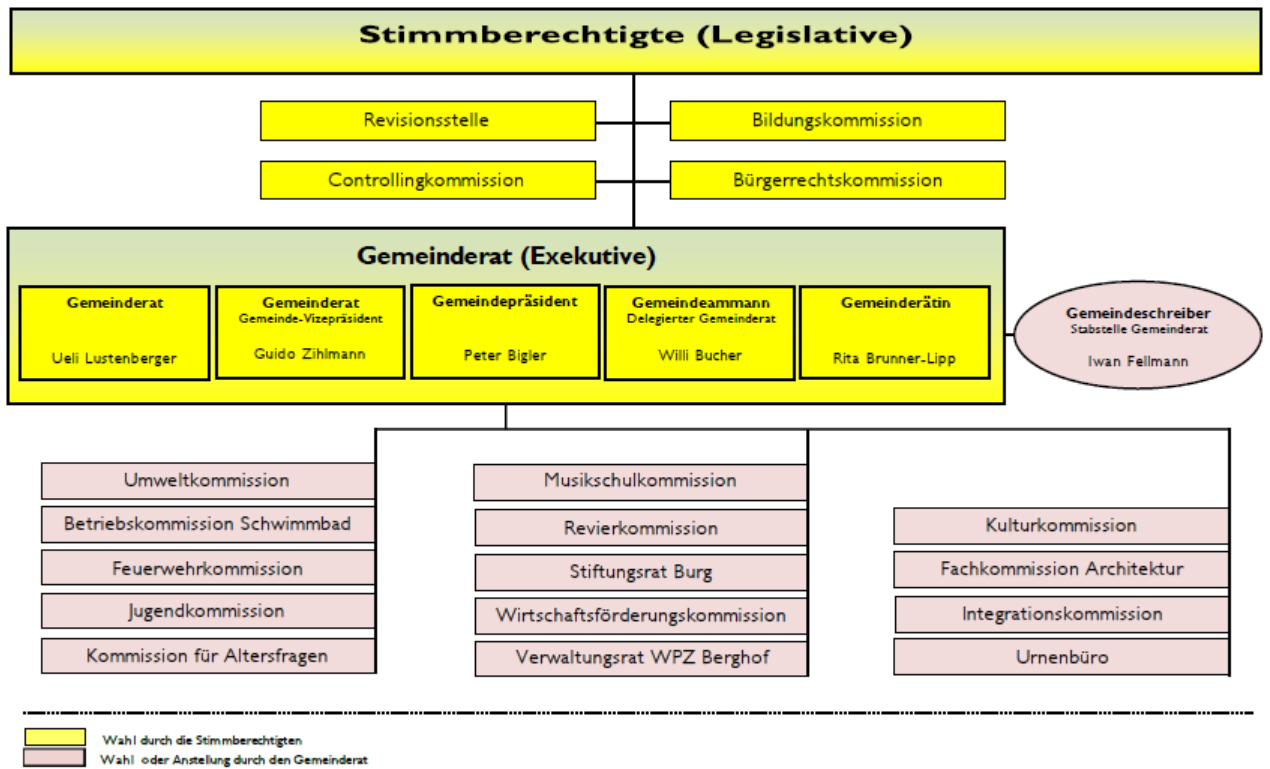 Stimmberechtigte (Legislative)
Revisionsstelle
Bildungskommission
Controllingkommission
Bürgerrechtskommission
Gemeinderat (Exekutive)
Gemeinderat
Ueli Lustenberger
Gemeinderat
Gemeinde-Vizepräsident
Guido Zihlmann
Gemeindepräsident
Peter Bigler
Gemeindeammann
Delegierter Gemeinderat
Willi Bucher
Gemeinderätin
Rita Brunner-Lipp
Gemeindeschreiber
Stabstelle Gemeinderat
Iwan Fellmann
Umweltkommission
Betriebskommission Schwimmbad
Feuerwehrkommission
Jugendkommission
Kommission für Altersfragen
Musikschulkommission
Revierkommission
Stiftungsrat Burg
Wirtschaftsförderungskommission
Verwaltungsrat WPZ Berghof
Kulturkommission
Fachkommission Architektur
Integrationskommission
Urnenbüro
Wahl durch die Stimmberechtigten
Wahl oder Anstellung durch den Gemeinderat